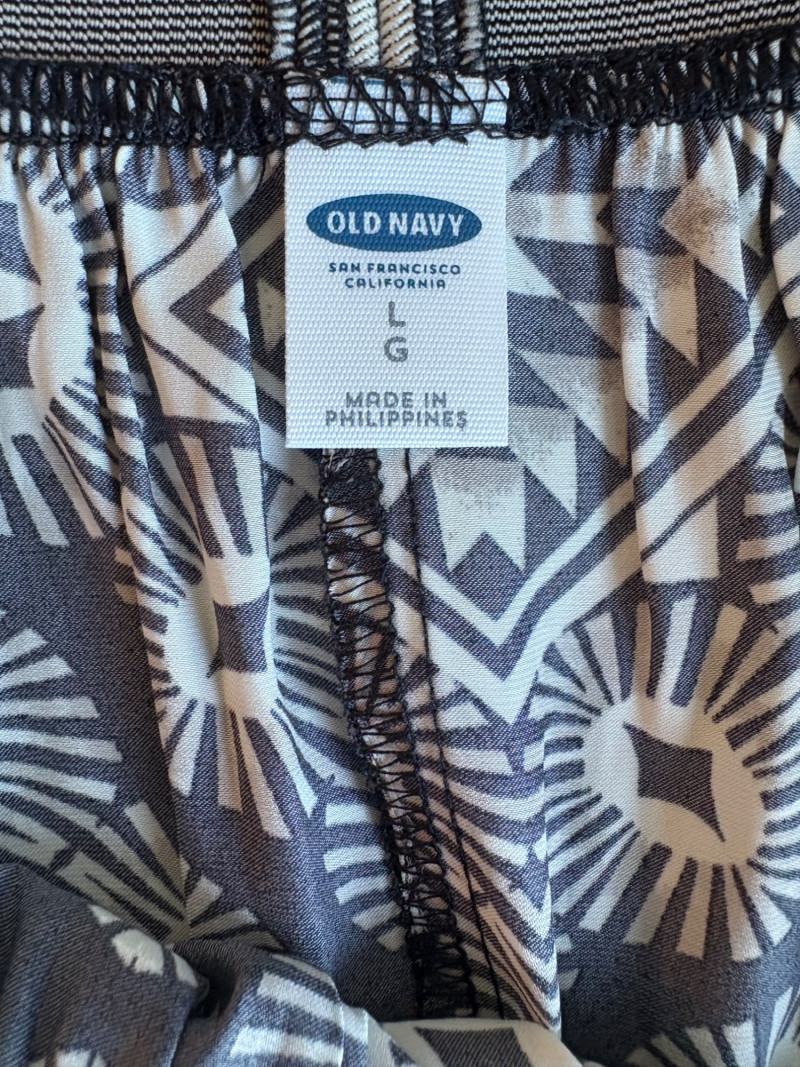 OLD NAVY
SAN FRANCISCO
CALIFORNIA
L
G
MADE IN
PHILIPPINES